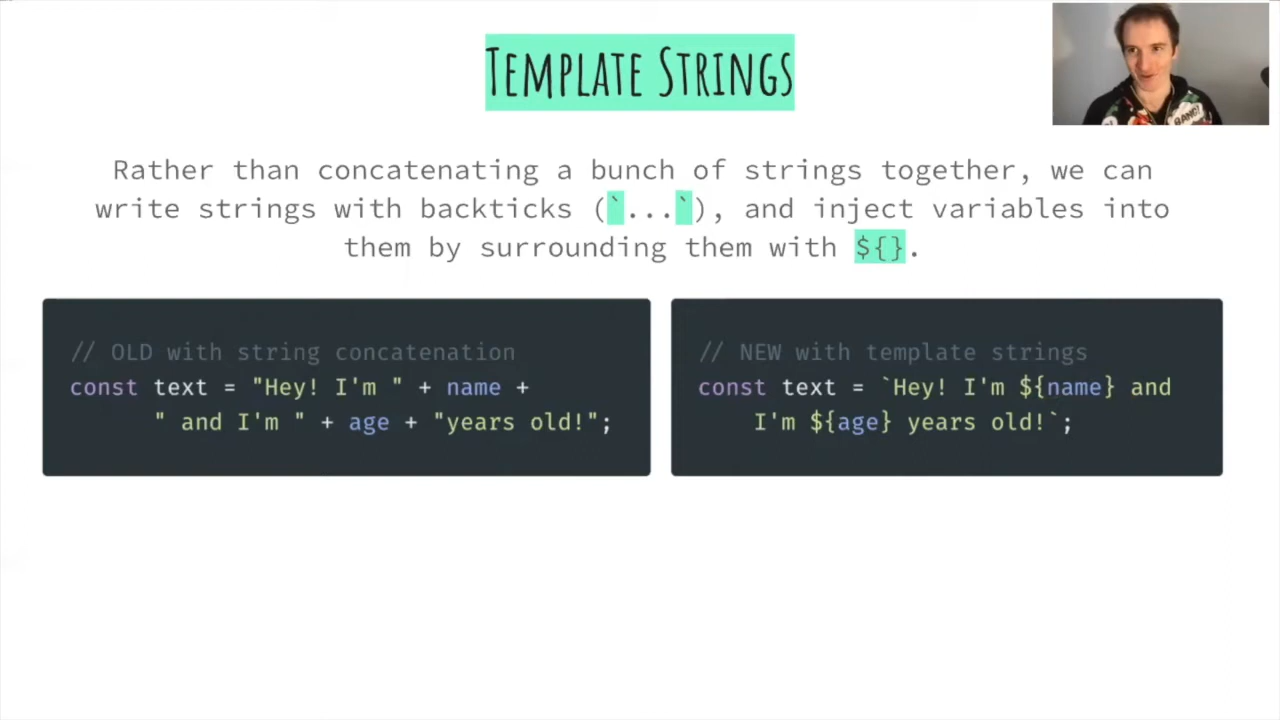 Template Strings
Rather than concatenating a bunch of strings together, we can
write strings with backticks (`...`), and inject variables into
them by surrounding them with ${}.
// OLD with string concatenation
const text = "Hey! I'm " + name +
" and I'm " + age + "years old!";
// NEW with template strings
const text = `Hey! I'm ${name} and
I'm ${age} years old!`;
BANG!